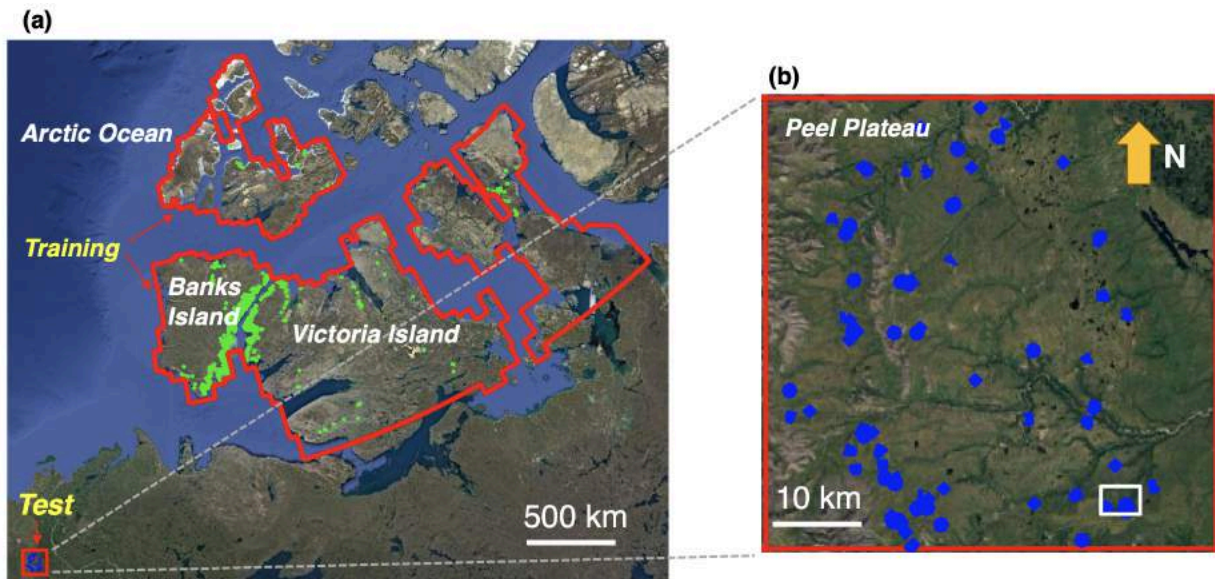 (a)
Arctic Ocean
Training
Banks
Island
Victoria Island
Test
500 km
(b)
Peel Plateau
N
10 km